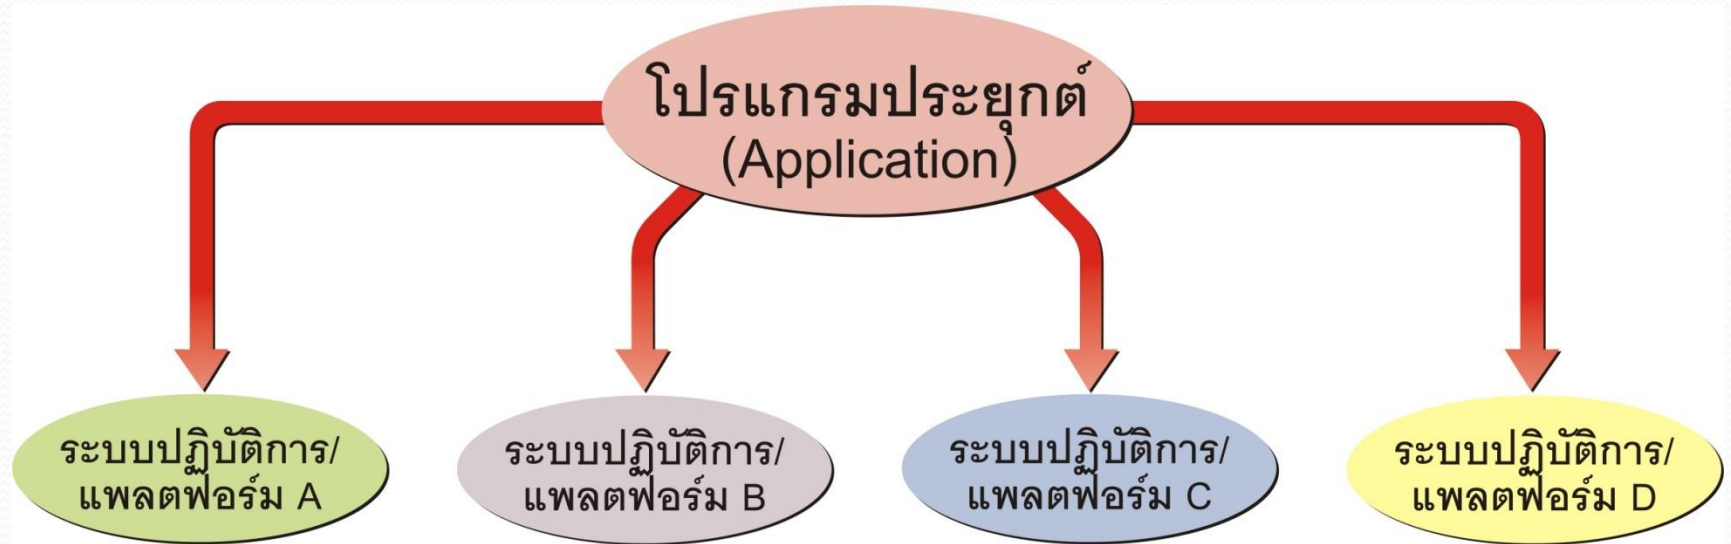 โปรแกรมประยุกต์
(Application)
ระบบปฏิบัติการ/
แพลตฟอร์ม A
ระบบปฏิบัติการ/
แพลตฟอร์ม B
ระบบปฏิบัติการ/
แพลตฟอร์ม C
ระบบปฏิบัติการ/
แพลตฟอร์ม D